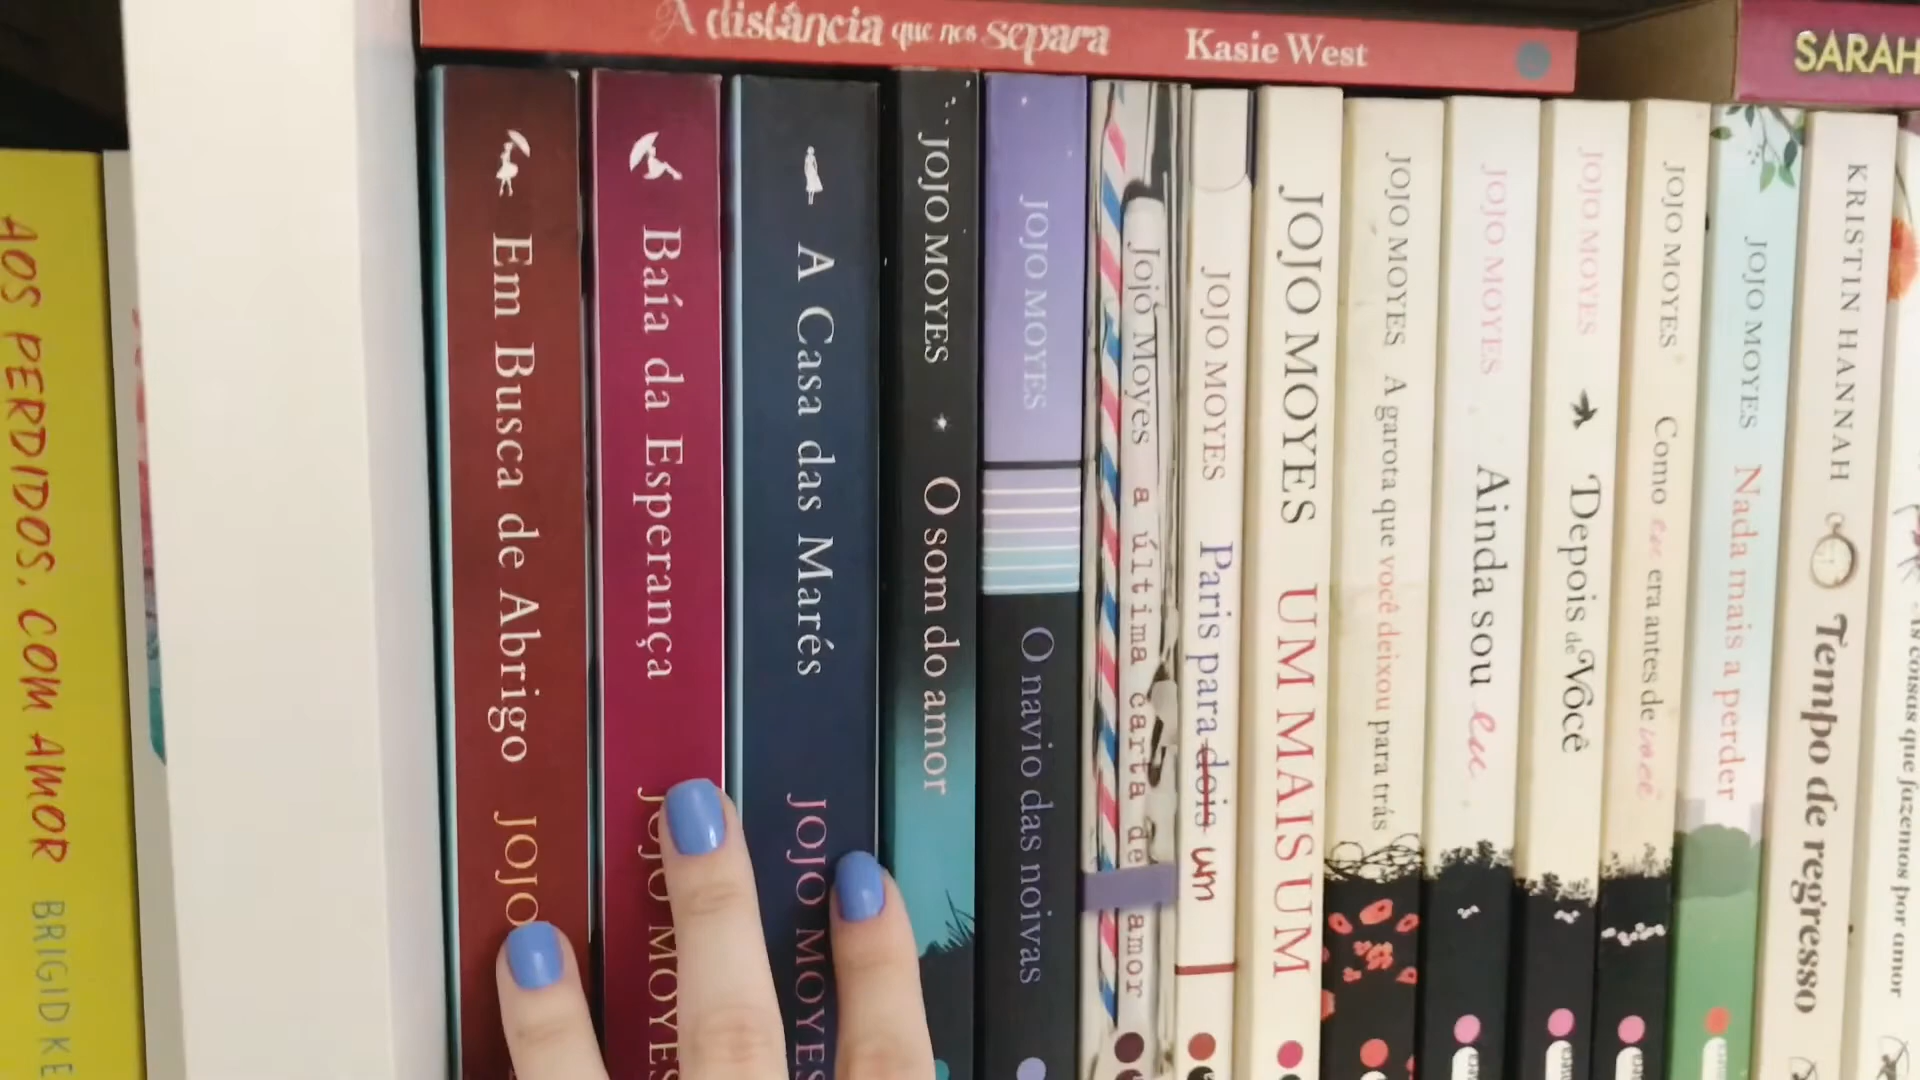 A distância que nos separa Kasie West
SARAH
AOS PERDIDOS, COM AMOR BRIGID KE
Em Busca de Abrigo JOJO
Baía da Esperança JOJO MOYES
A Casa das Marés JOJO MOYES
JOJO MOYES O som do amor
JOJO MOYES O navio das noivas
Jojo Moyes a última carta de amor
JOJO MOYES Paris para dois um
JOJO MOYES UM MAIS UM
JOJO MOYES A garota que você deixou para trás
JOJO MOYES Ainda sou eu
JOJO MOYES Depois de Você
JOJO MOYES Como eu era antes de você
JOJO MOYES Nada mais a perder
KRISTIN HANNAH Tempo de regresso
As coisas que fazemos por amor